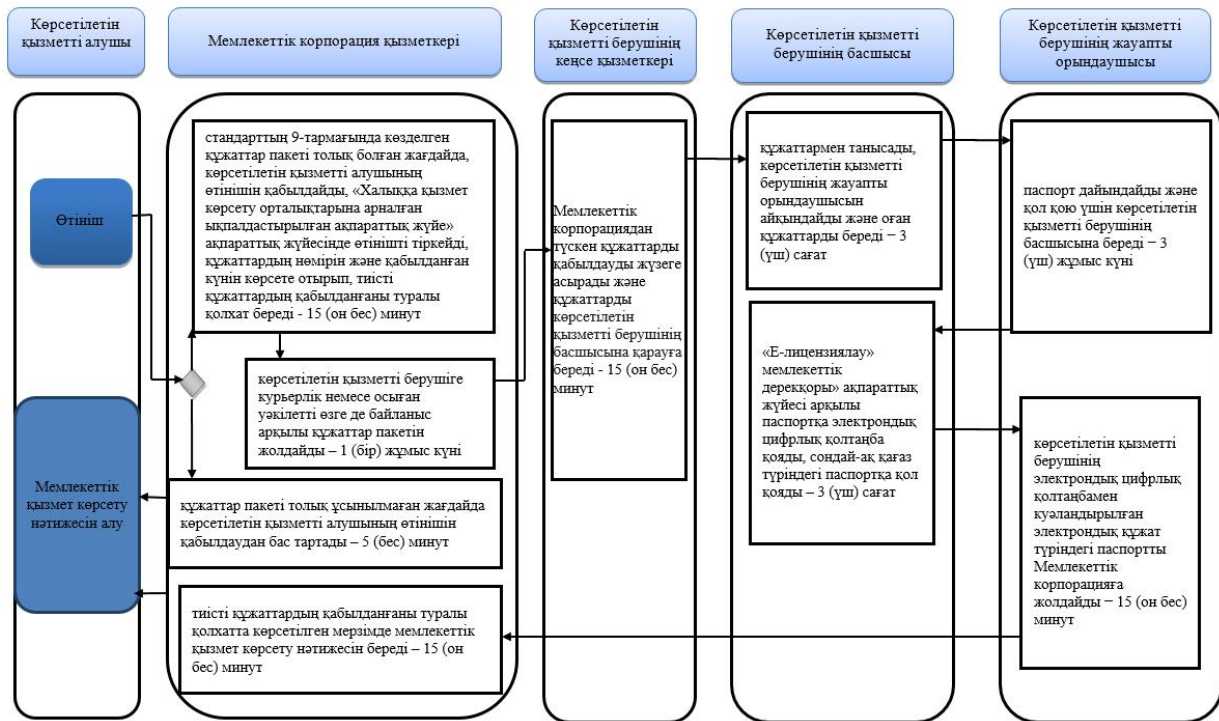 Көрсетілетін
қызметті алушы
Мемлекеттік корпорация қызметкері
Көрсетілетін
қызметті берушінің
кеңсе қызметкері
Көрсетілетін қызметті
берушінің басшысы
Көрсетілетін қызметті
берушінің жауапты
орындаушысы
Өтініш
Мемлекеттік
қызмет көрсету
нәтижесін алу
стандарттың 9-тармағында көзделген
құжаттар пакеті толық болған жағдайда,
көрсетілетін қызметті алушының
өтінішін қабылдайды, «Халыққа қызмет
көрсету орталықтарына арналған
ықпалдастырылған ақпараттық жүйе»
ақпараттық жүйесінде өтінішті тіркейді,
құжаттардың нөмірін және қабылданған
күнін көрсете отырып, тиісті
құжаттардың қабылданғаны туралы
қолхат береді - 15 (он бес) минут
көрсетілетін қызметті берушіге
курьерлік немесе осыған
уәкілетті өзге де байланыс
арқылы құжаттар пакетін
жолдайды – 1 (бір) жұмыс күні
құжаттар пакеті толық ұсынылмаған жағдайда
көрсетілетін қызметті алушының өтінішін
қабылдаудан бас тартады – 5 (бес) минут
тиісті құжаттардың қабылданғаны туралы
қолхатта көрсетілген мерзімде мемлекеттік
қызмет көрсету нәтижесін береді – 15 (он
бес) минут
Мемлекеттік
корпорациядан
түскен құжаттарды
қабылдауды жүзеге
асырады және
құжаттарды
көрсетілетін
қызметті берушінің
басшысына қарауға
береді - 15 (он бес)
минут
құжаттармен танысады,
көрсетілетін қызметті
берушінің жауапты
орындаушысын
айқындайды және оған
құжаттарды береді – 3
(үш) сағат
«Е-лицензиялау»
мемлекеттік
дерекқоры» ақпараттық
жүйесі арқылы
паспортқа электрондық
цифрлық қолтаңба
қояды, сондай-ақ қағаз
түріндегі паспортқа қол
қояды – 3 (үш) сағат
паспорт дайындайды және
қол қою үшін көрсетілетін
қызметті берушінің
басшысына береді – 3
(үш) жұмыс күні
көрсетілетін қызметті
берушінің
электрондық цифрлық
қолтаңбамен
куәландырылған
электрондық құжат
түріндегі паспортты
Мемлекеттік
корпорацияға
жолдайды – 15 (он бес)
минут